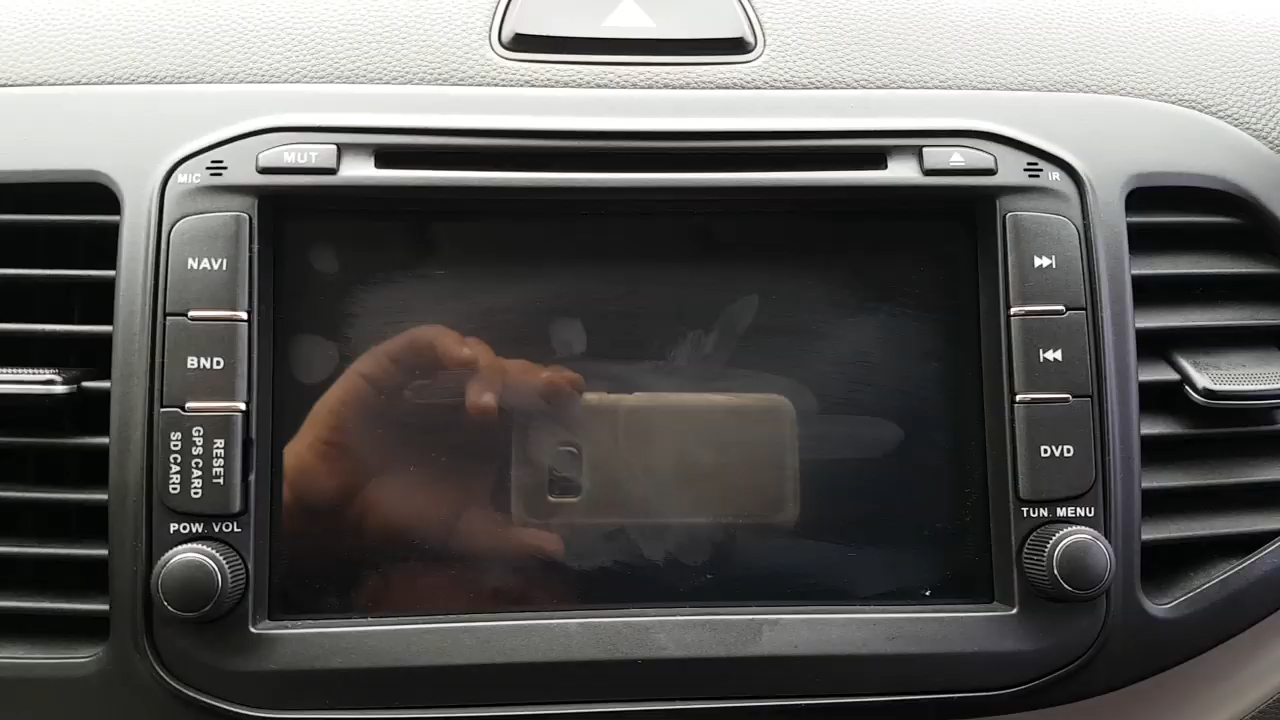 MUT
MIC
IR
NAVI
BND
RESET
GPS CARD
SD CARD
POW. VOL
DVD
TUN. MENU